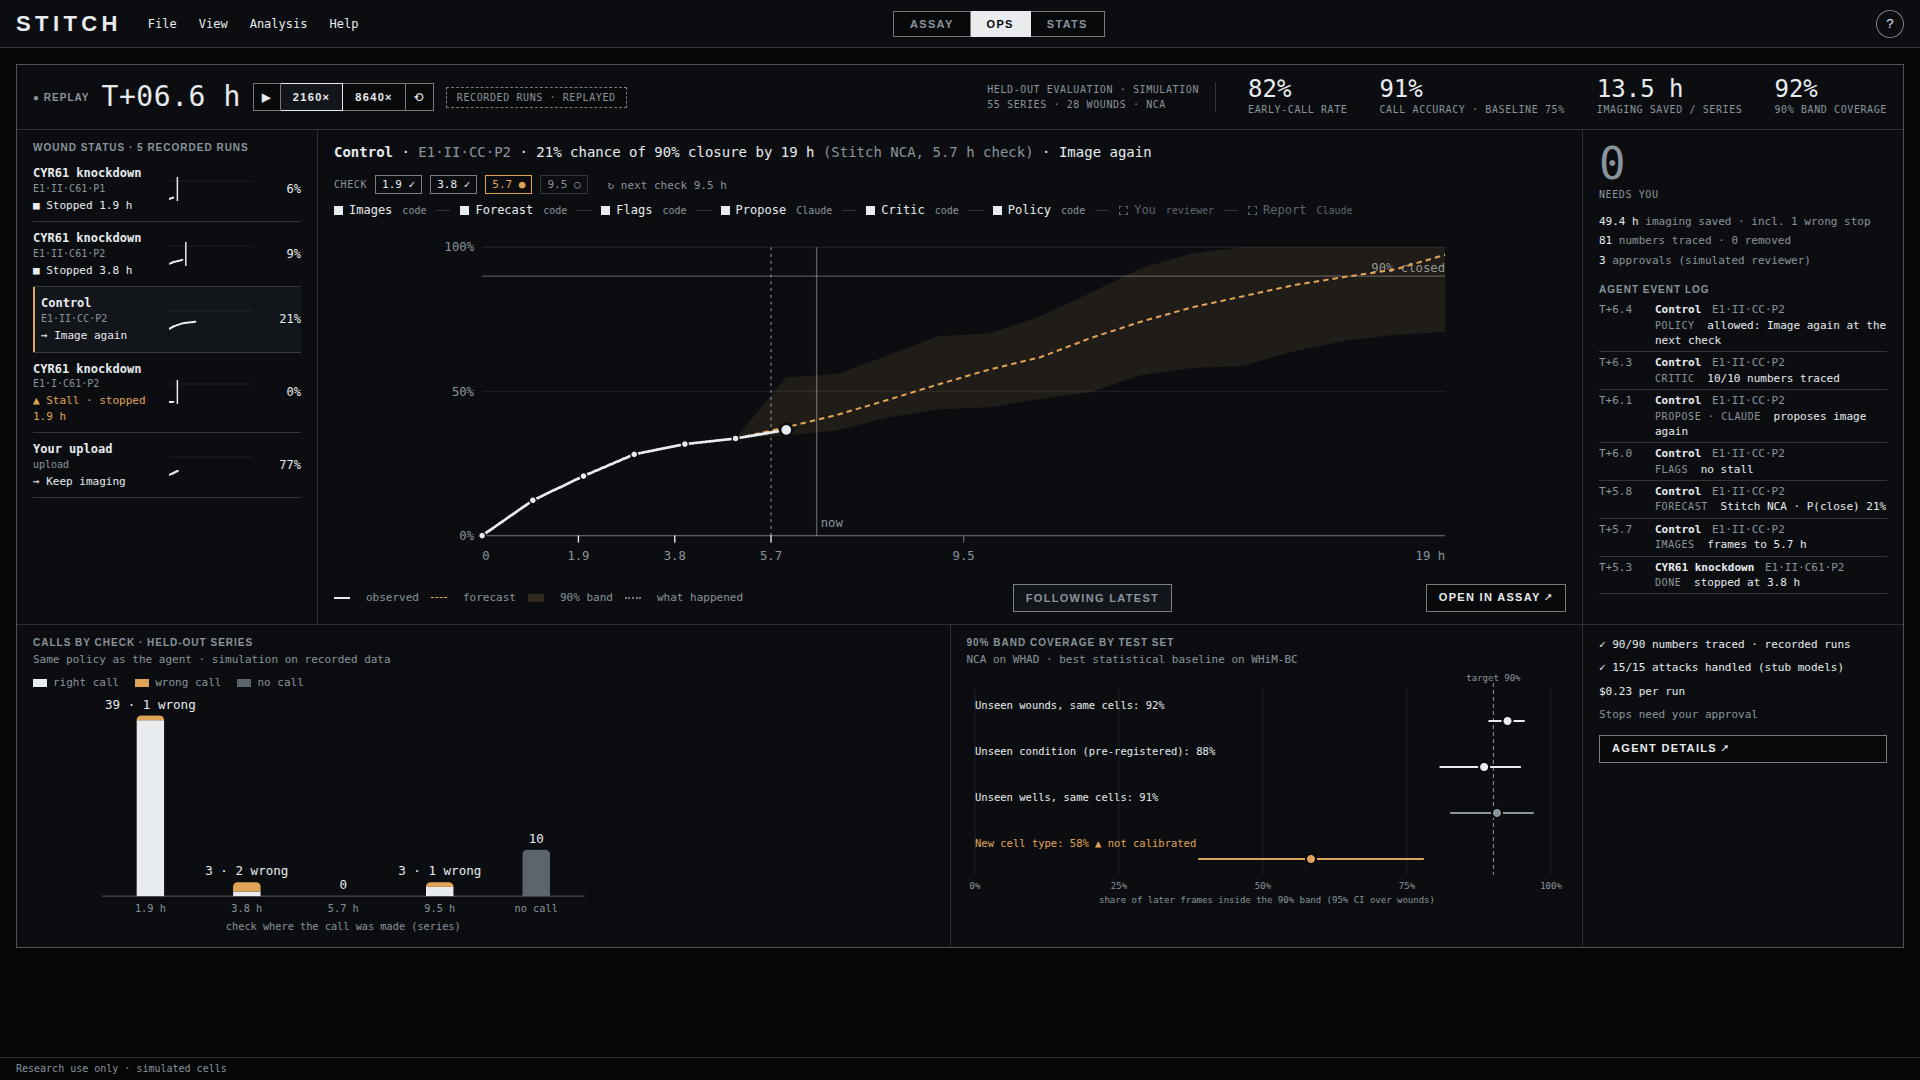 STITCH File View Analysis Help ASSAY OPS STATS ?
● REPLAY T+06.6 h ▶ 2160× 8640× ⟲ RECORDED RUNS · REPLAYED
HELD-OUT EVALUATION · SIMULATION
55 SERIES · 28 WOUNDS · NCA
82%
EARLY-CALL RATE
91%
CALL ACCURACY · BASELINE 75%
13.5 h
IMAGING SAVED / SERIES
92%
90% BAND COVERAGE
WOUND STATUS · 5 RECORDED RUNS
CYR61 knockdown
E1·II·C61·P1
■ Stopped 1.9 h
6%
CYR61 knockdown
E1·II·C61·P2
■ Stopped 3.8 h
9%
Control
E1·II·CC·P2
→ Image again
21%
CYR61 knockdown
E1·I·C61·P2
▲ Stall · stopped
1.9 h
0%
Your upload
upload
→ Keep imaging
77%
Control · E1·II·CC·P2 · 21% chance of 90% closure by 19 h (Stitch NCA, 5.7 h check) · Image again
CHECK 1.9 ✓ 3.8 ✓ 5.7 ● 9.5 ○ ↻ next check 9.5 h
Images code Forecast code Flags code Propose Claude Critic code Policy code You reviewer Report Claude
100%
90% closed
50%
now
0%
0 1.9 3.8 5.7 9.5 19 h
observed forecast 90% band what happened
FOLLOWING LATEST
OPEN IN ASSAY ↗
0
NEEDS YOU
49.4 h imaging saved · incl. 1 wrong stop
81 numbers traced · 0 removed
3 approvals (simulated reviewer)
AGENT EVENT LOG
T+6.4 Control E1·II·CC·P2
POLICY allowed: Image again at the
next check
T+6.3 Control E1·II·CC·P2
CRITIC 10/10 numbers traced
T+6.1 Control E1·II·CC·P2
PROPOSE · CLAUDE proposes image
again
T+6.0 Control E1·II·CC·P2
FLAGS no stall
T+5.8 Control E1·II·CC·P2
FORECAST Stitch NCA · P(close) 21%
T+5.7 Control E1·II·CC·P2
IMAGES frames to 5.7 h
T+5.3 CYR61 knockdown E1·II·C61·P2
DONE stopped at 3.8 h
CALLS BY CHECK · HELD-OUT SERIES
Same policy as the agent · simulation on recorded data
right call wrong call no call
39 · 1 wrong
3 · 2 wrong
0
3 · 1 wrong
10
1.9 h 3.8 h 5.7 h 9.5 h no call
check where the call was made (series)
90% BAND COVERAGE BY TEST SET
NCA on WHAD · best statistical baseline on WHiM-BC
target 90%
Unseen wounds, same cells: 92%
Unseen condition (pre-registered): 88%
Unseen wells, same cells: 91%
New cell type: 58% ▲ not calibrated
0% 25% 50% 75% 100%
share of later frames inside the 90% band (95% CI over wounds)
✓ 90/90 numbers traced · recorded runs
✓ 15/15 attacks handled (stub models)
$0.23 per run
Stops need your approval
AGENT DETAILS ↗
Research use only · simulated cells